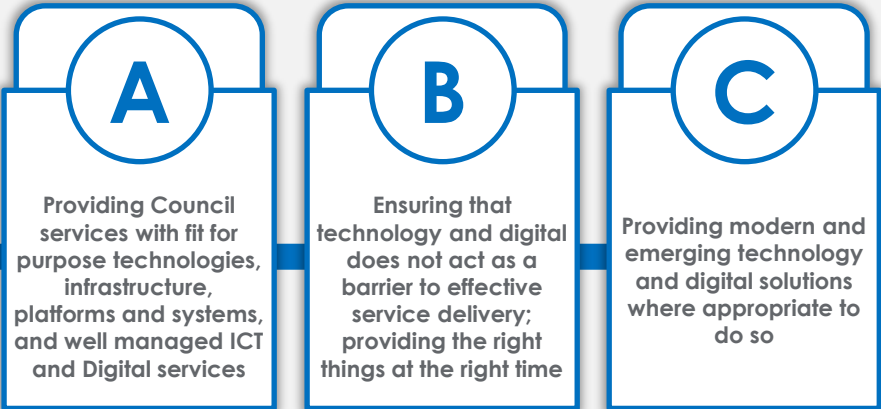 A
Providing Council
services with fit for
purpose technologies,
infrastructure,
platforms and systems,
and well managed ICT
and Digital services
B
Ensuring that
technology and digital
does not act as a
barrier to effective
service delivery;
providing the right
things at the right time
C
Providing modern and
emerging technology
and digital solutions
where appropriate to
do so